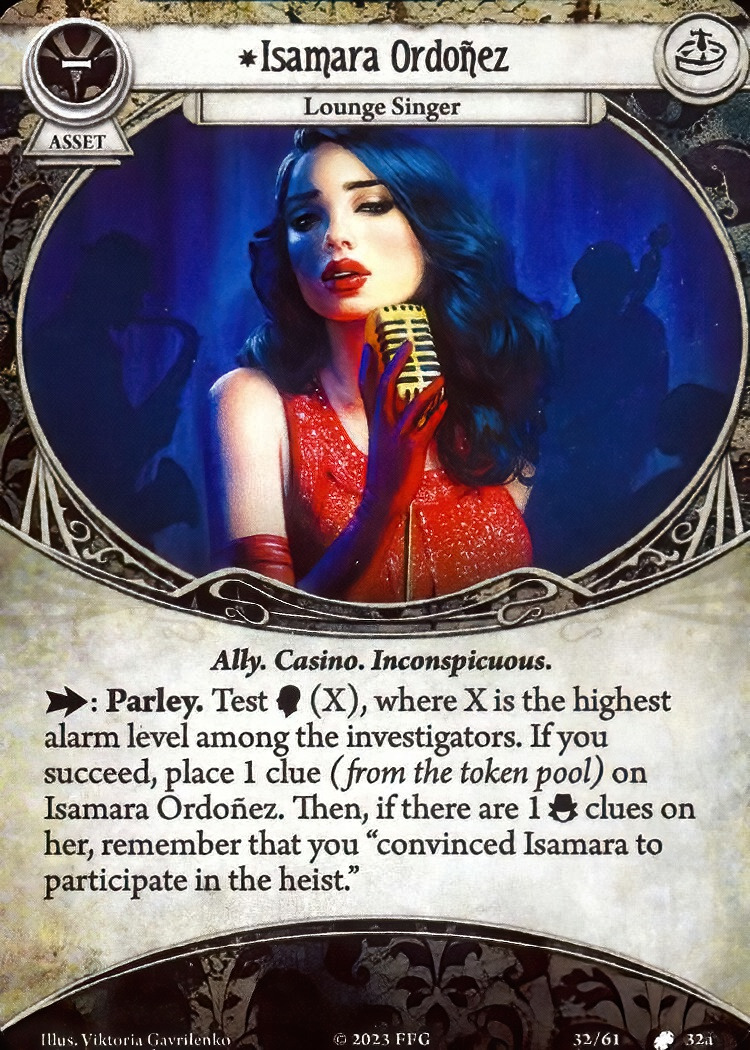 *Isamara Ordoñez
Lounge Singer
ASSET
Ally. Casino. Inconspicuous.
: Parley. Test (X), where X is the highest
alarm level among the investigators. If you
succeed, place 1 clue (from the token pool) on
Isamara Ordoñez. Then, if there are 1 clues on
her, remember that you “convinced Isamara to
participate in the heist.”
Illus. Viktoria Gavrilenko
© 2023 FFG
32/61
32a